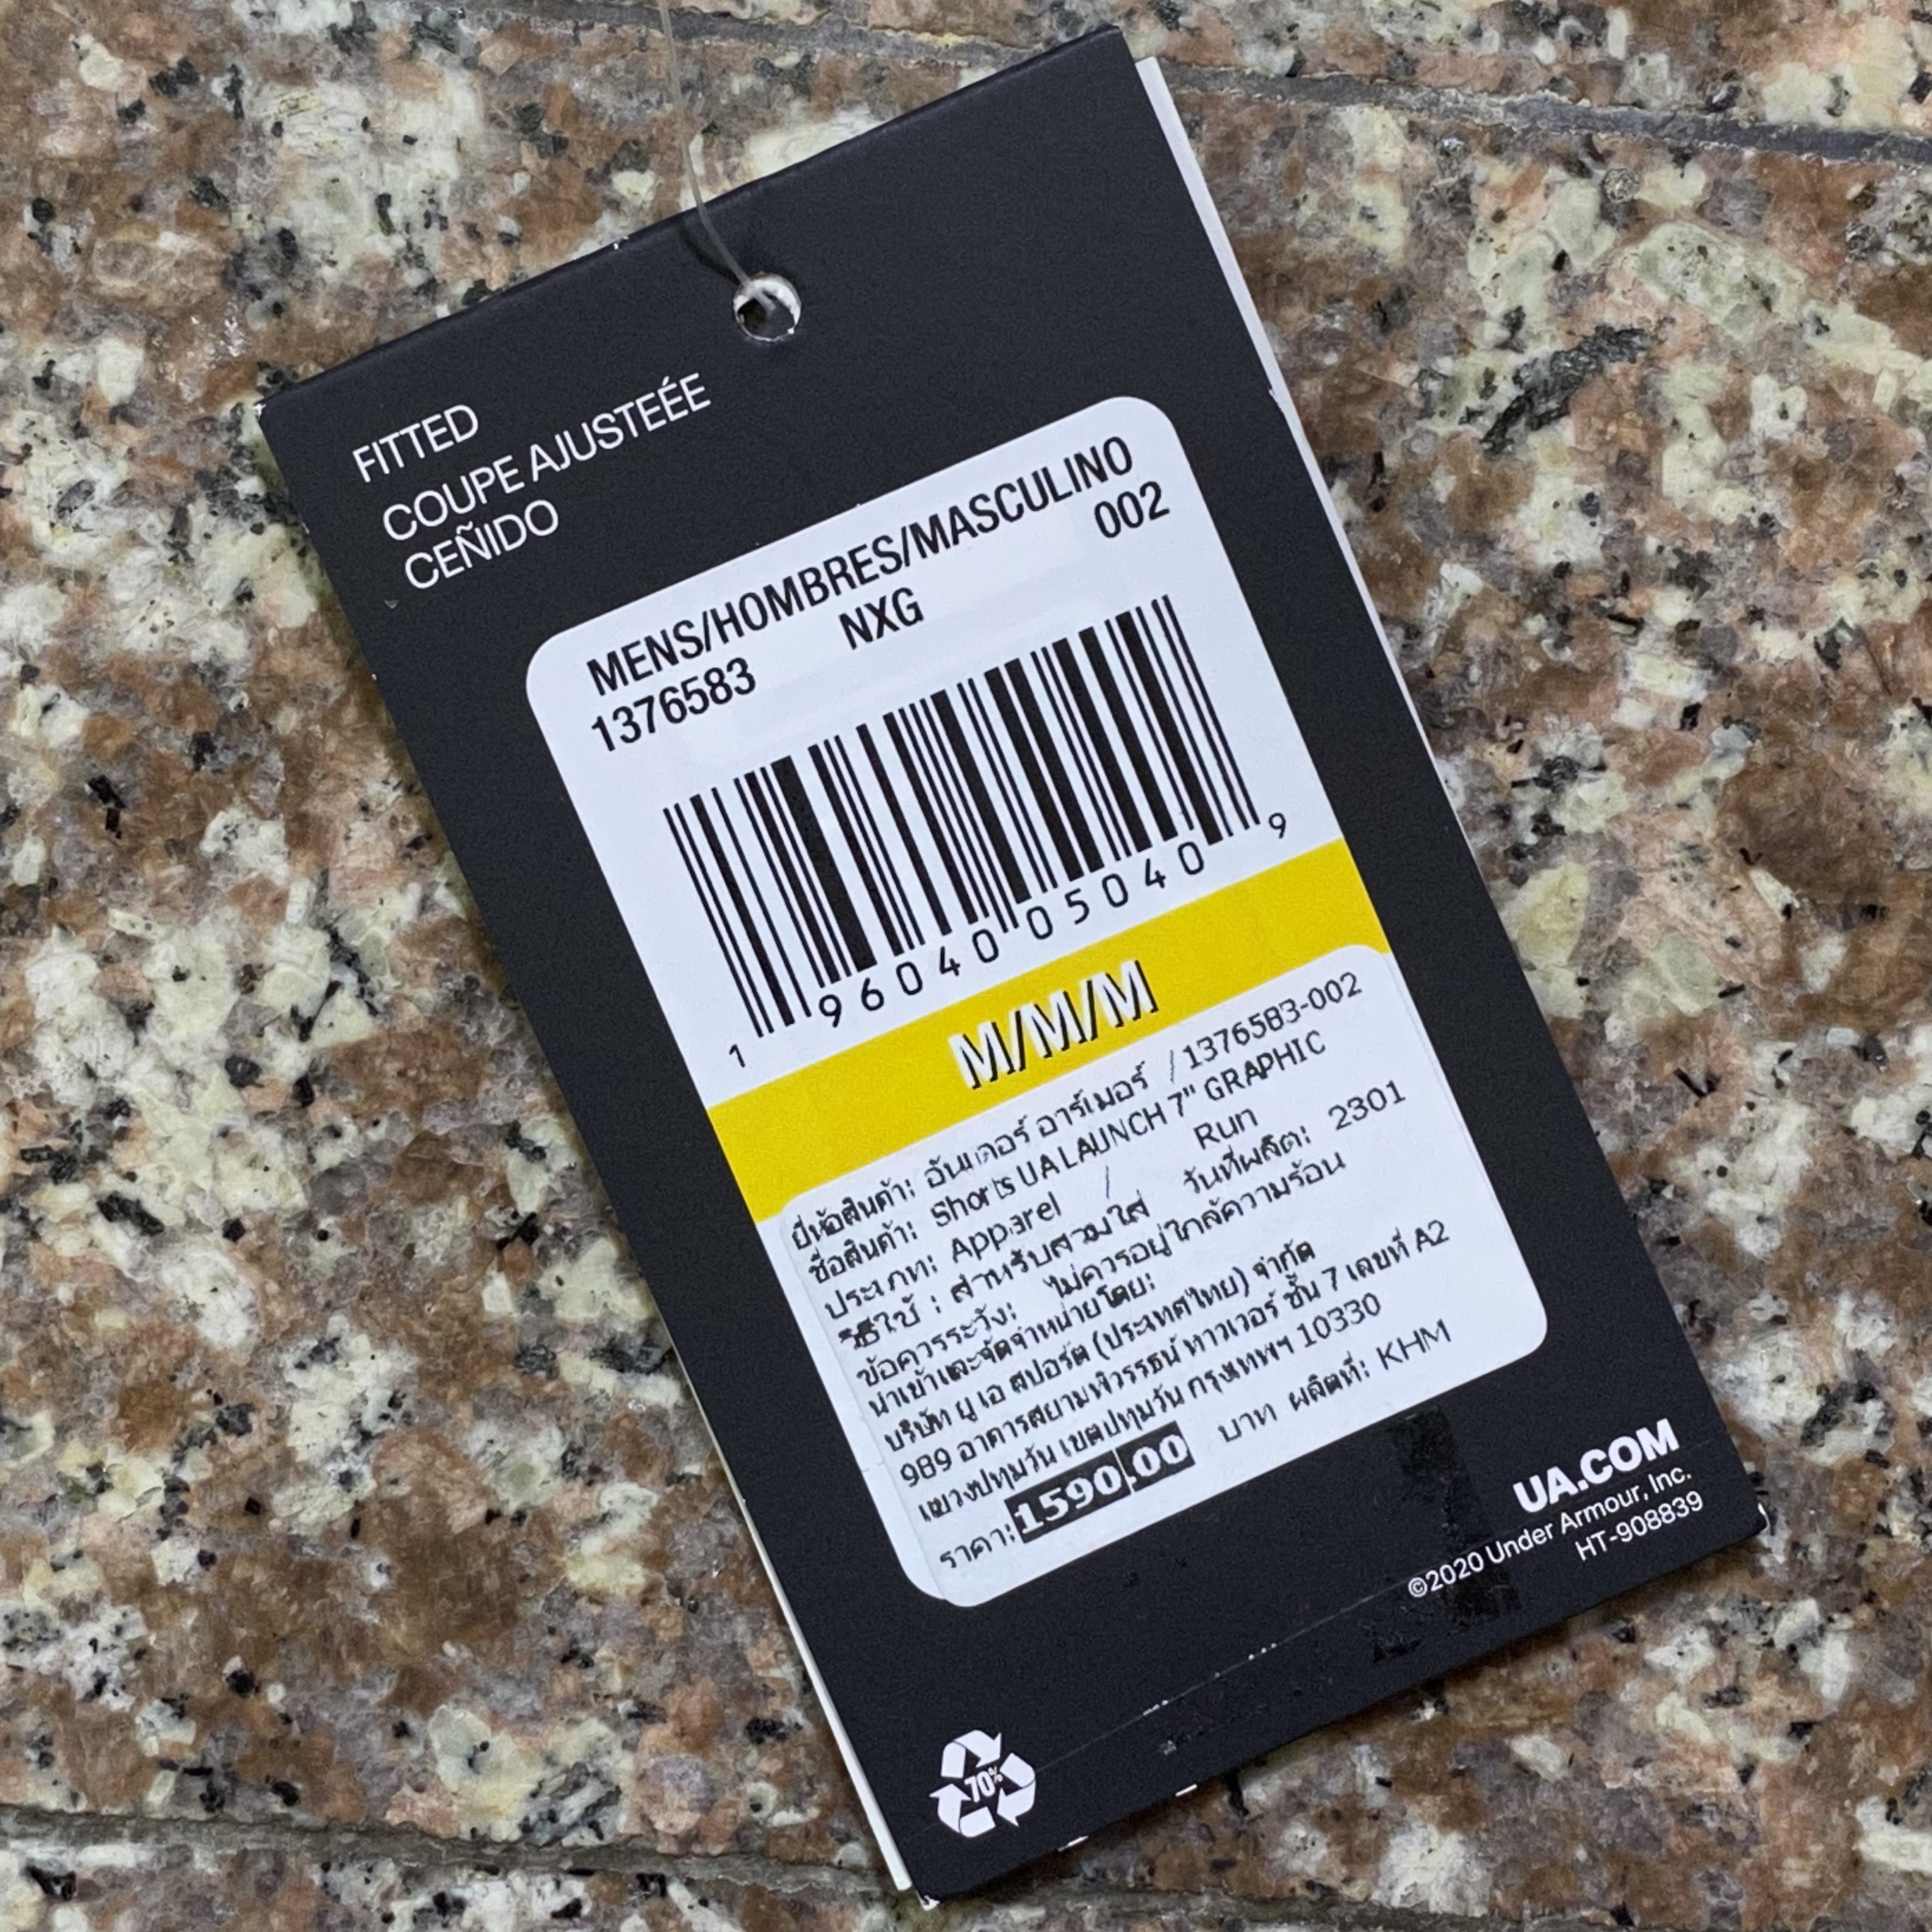 FITTED
COUPE AJUSTEÉE
CEÑIDO
MENS/HOMBRES/MASCULINO
1376583 NXG 002
1 96040 05040 9
M/M/M
ยี่ห้อสินค้า: อันเดอร์ อาร์เมอร์ / 1376583-002
ชื่อสินค้า: Shorts UA LAUNCH 7" GRAPHIC
ประเภท: Apparel / Run
วิธีใช้ : สำหรับสวมใส่ วันที่ผลิต: 2301
ข้อควรระวัง: ไม่ควรอยู่ใกล้ความร้อน
นำเข้าและจัดจำหน่ายโดย:
บริษัท ยู เอ สปอร์ต (ประเทศไทย) จำกัด
989 อาคารสยามพิวรรธน์ ทาวเวอร์ ชั้น 7 เลขที่ A2
แขวงปทุมวัน เขตปทุมวัน กรุงเทพฯ 10330
ราคา: 1590.00 บาท ผลิตที่: KHM
UA.COM
©2020 Under Armour, Inc.
HT-908839
70%